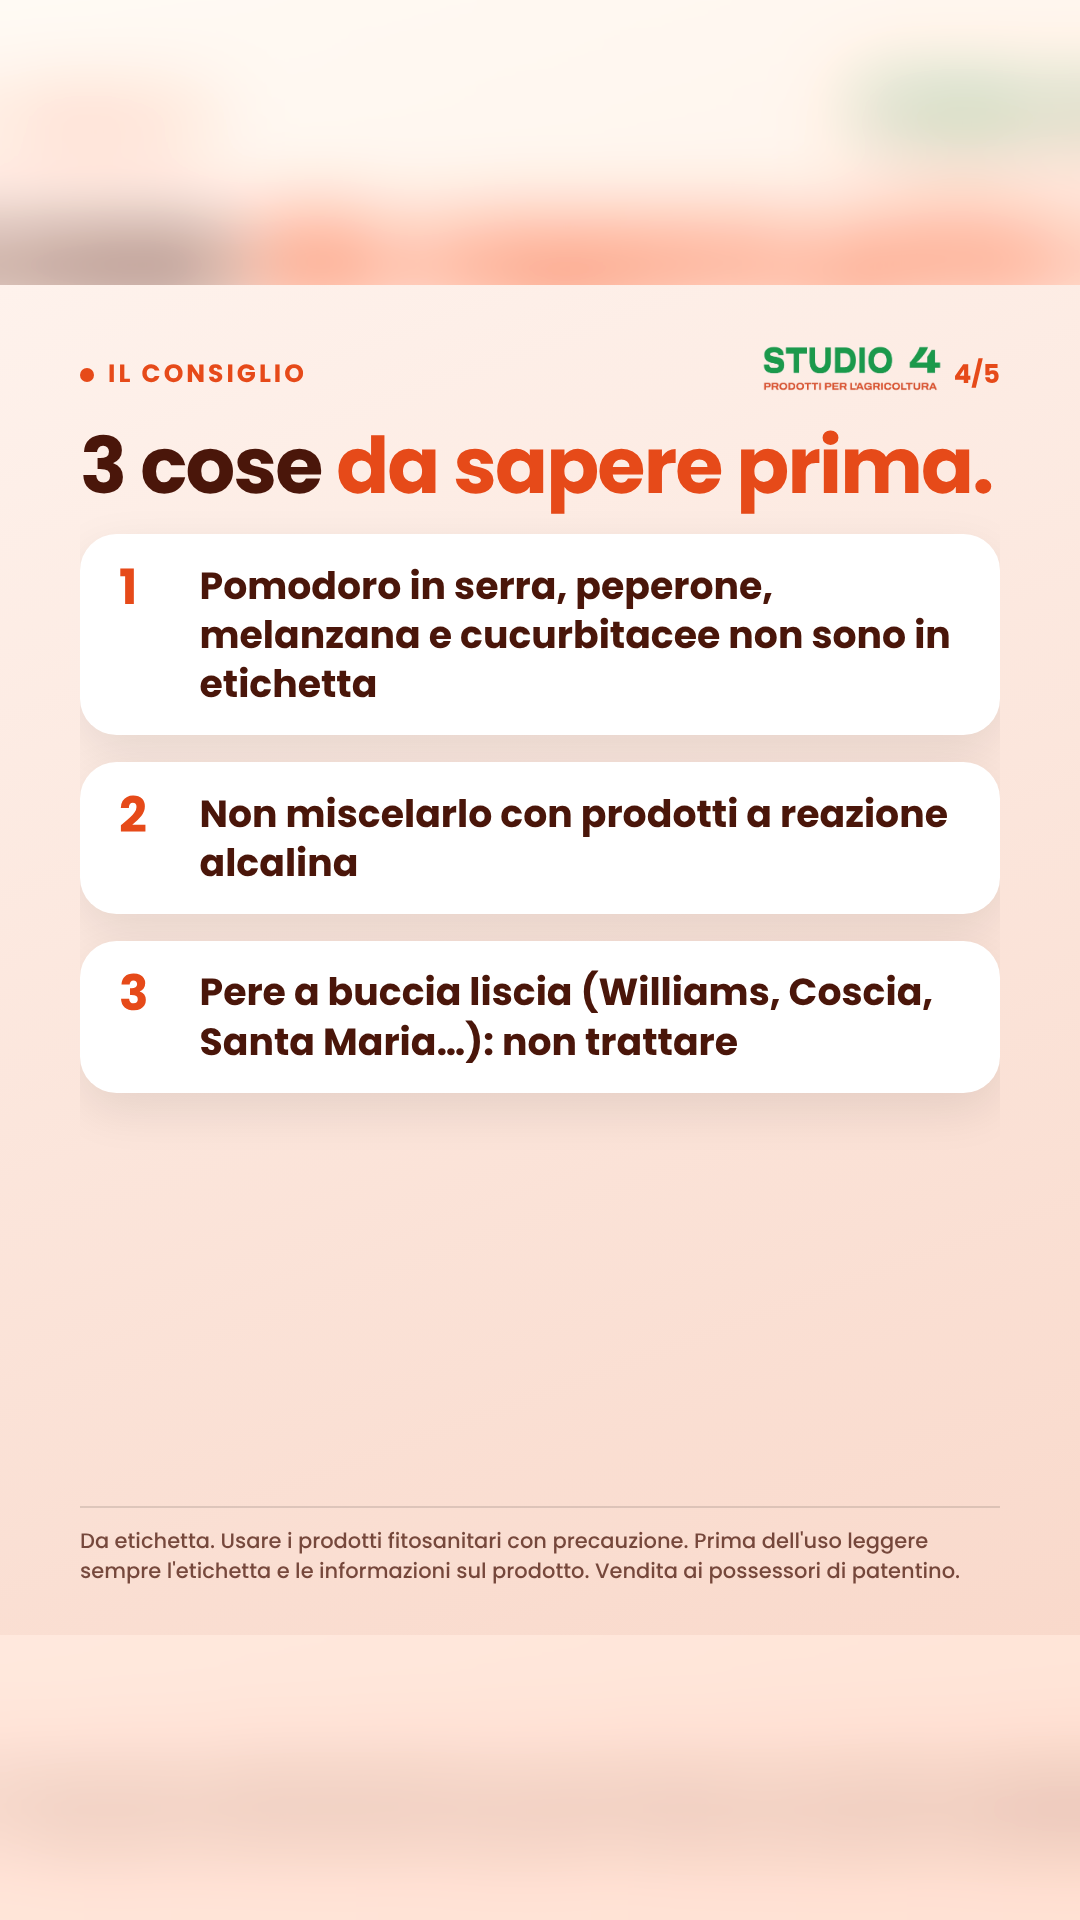 IL CONSIGLIO
STUDIO 4
PRODOTTI PER L'AGRICOLTURA
4/5
3 cose da sapere prima.
1
Pomodoro in serra, peperone,
melanzana e cucurbitacee non sono in
etichetta
2
Non miscelarlo con prodotti a reazione
alcalina
3
Pere a buccia liscia (Williams, Coscia,
Santa Maria...): non trattare
Da etichetta. Usare i prodotti fitosanitari con precauzione. Prima dell'uso leggere
sempre l'etichetta e le informazioni sul prodotto. Vendita ai possessori di patentino.